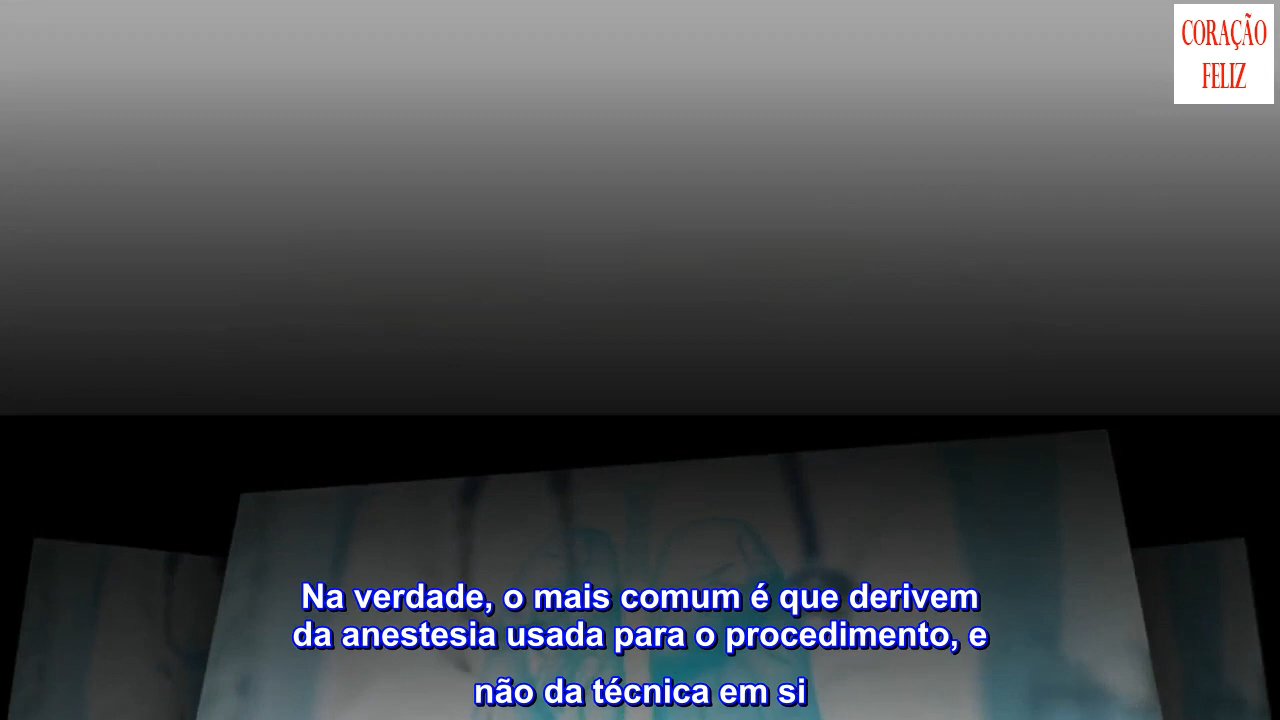 CORAÇÃO
FELIZ
Na verdade, o mais comum é que derivem
da anestesia usada para o procedimento, e
não da técnica em si